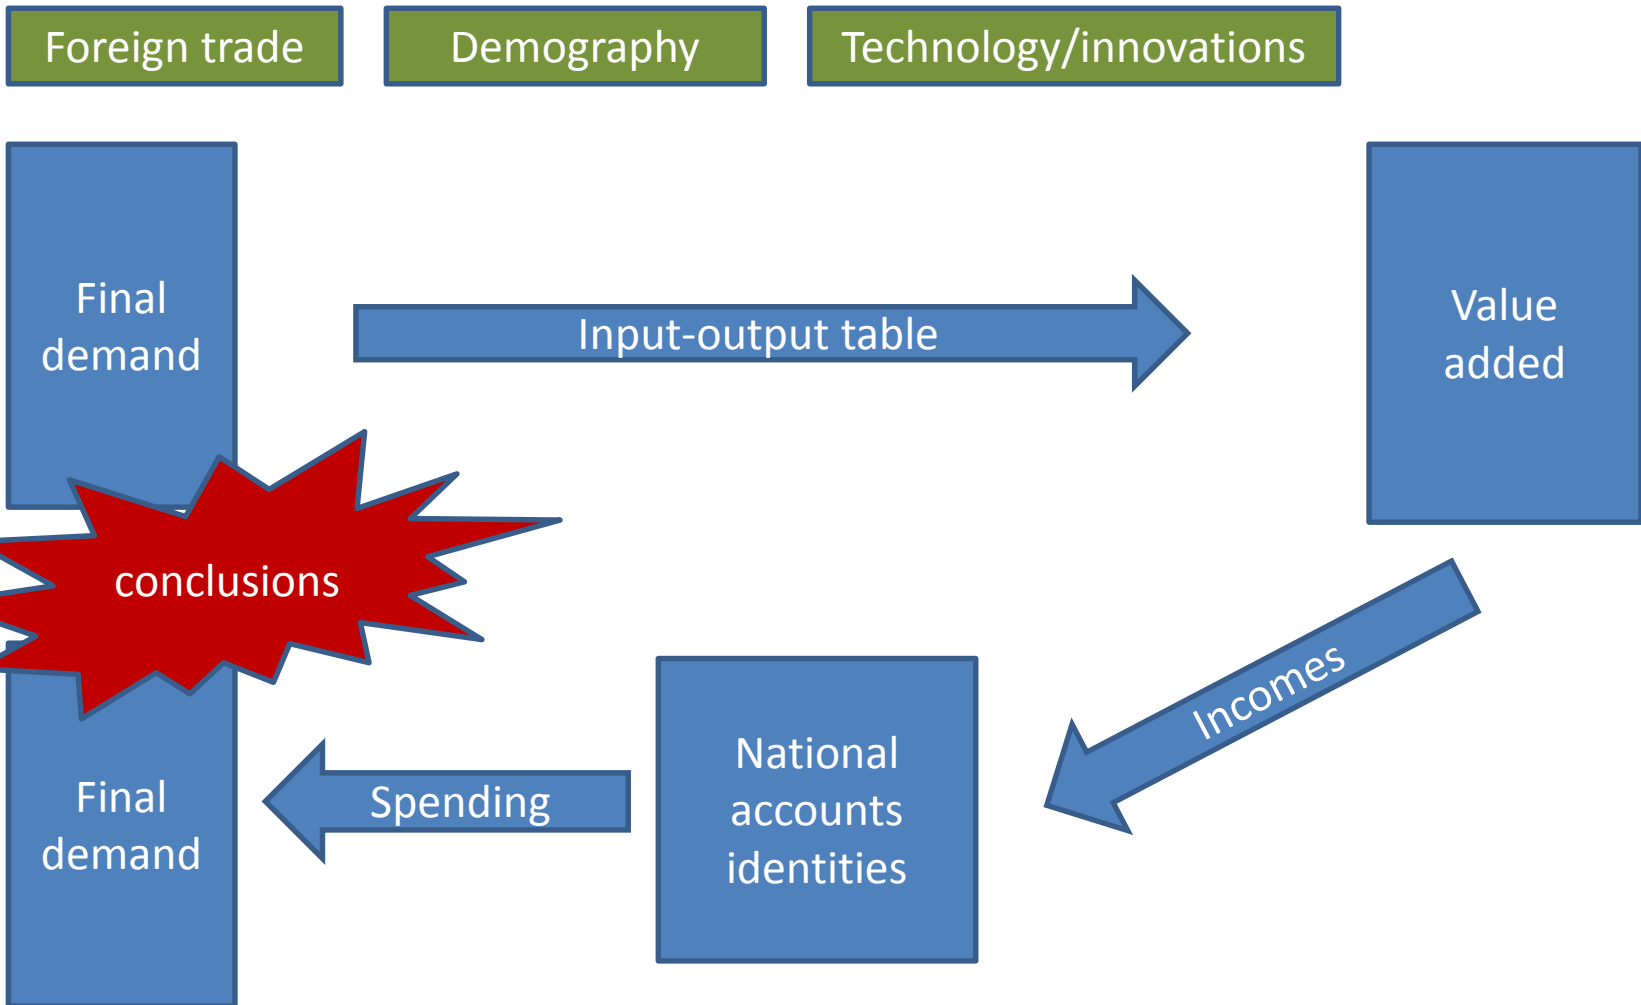 Foreign trade
Demography
Technology/innovations
Final
demand
Input-output table
Value
added
conclusions
Incomes
National
accounts
identities
Spending
Final
demand